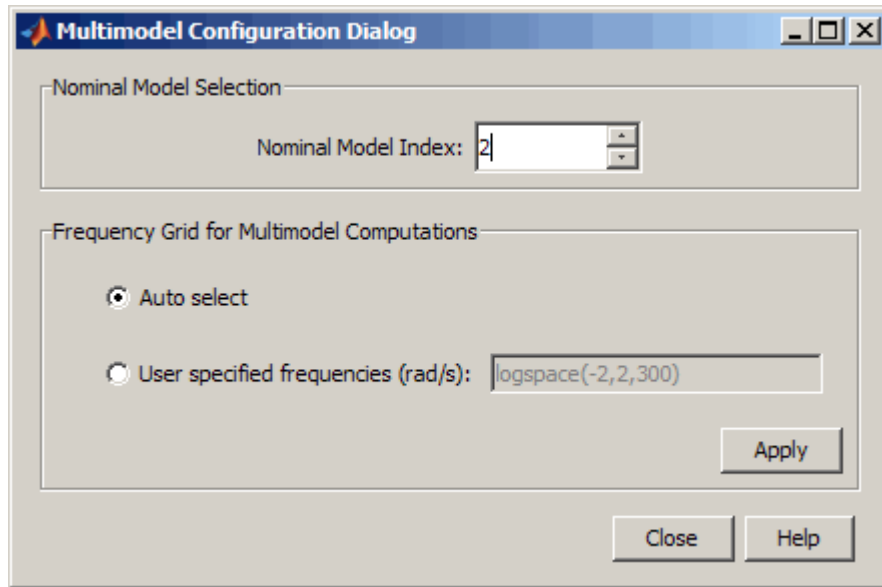 Multimodel Configuration Dialog
Nominal Model Selection
Nominal Model Index: 2
Frequency Grid for Multimodel Computations
Auto select
User specified frequencies (rad/s): logspace(-2,2,300)
Apply
Close Help